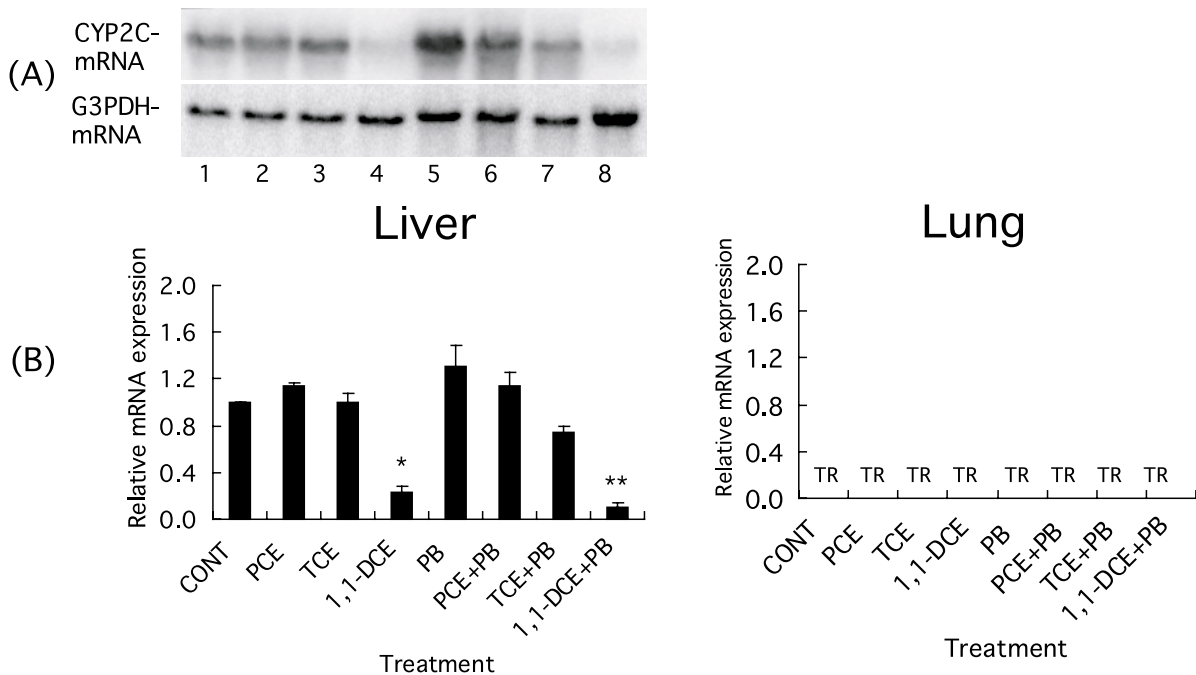 (A)
CYP2C-
mRNA
G3PDH-
mRNA
1 2 3 4 5 6 7 8
Liver
Lung
(B)
Relative mRNA expression
2.0
1.6
1.2
0.8
0.4
0.0
*
**
CONT
PCE
TCE
1,1-DCE
PB
PCE+PB
TCE+PB
1,1-DCE+PB
Treatment
Relative mRNA expression
2.0
1.6
1.2
0.8
0.4
0.0
TR TR TR TR TR TR TR TR
CONT
PCE
TCE
1,1-DCE
PB
PCE+PB
TCE+PB
1,1-DCE+PB
Treatment